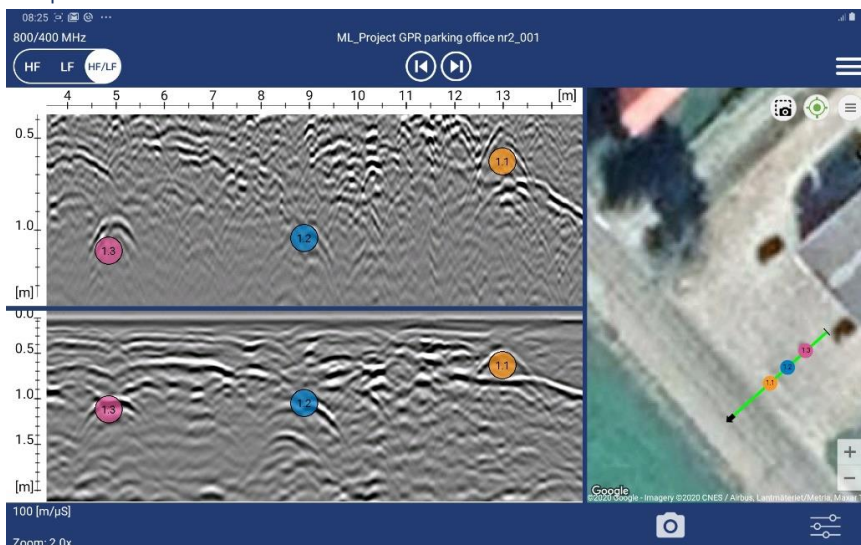 08:25
800/400 MHz
ML_Project GPR parking office nr2_001
HF LF HF/LF
4 5 6 7 8 9 10 11 12 13 [m]
0.5
1.0
[m]
1.1
1.2
1.3
0.0
0.5
1.0
1.5
[m]
1.1
1.2
1.3
1.3
1.2
1.1
+
−
Google
©2020 Google - Imagery ©2020 CNES / Airbus, Lantmäteriet/Metria, Maxar
100 [m/µS]
Zoom: 2.0x